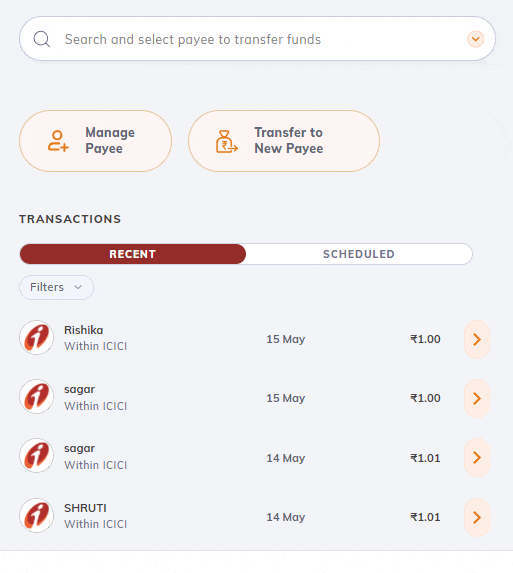 Search and select payee to transfer funds
Manage
Payee
Transfer to
New Payee
TRANSACTIONS
RECENT
SCHEDULED
Filters
Rishika
Within ICICI
15 May
₹1.00
sagar
Within ICICI
15 May
₹1.00
sagar
Within ICICI
14 May
₹1.01
SHRUTI
Within ICICI
14 May
₹1.01